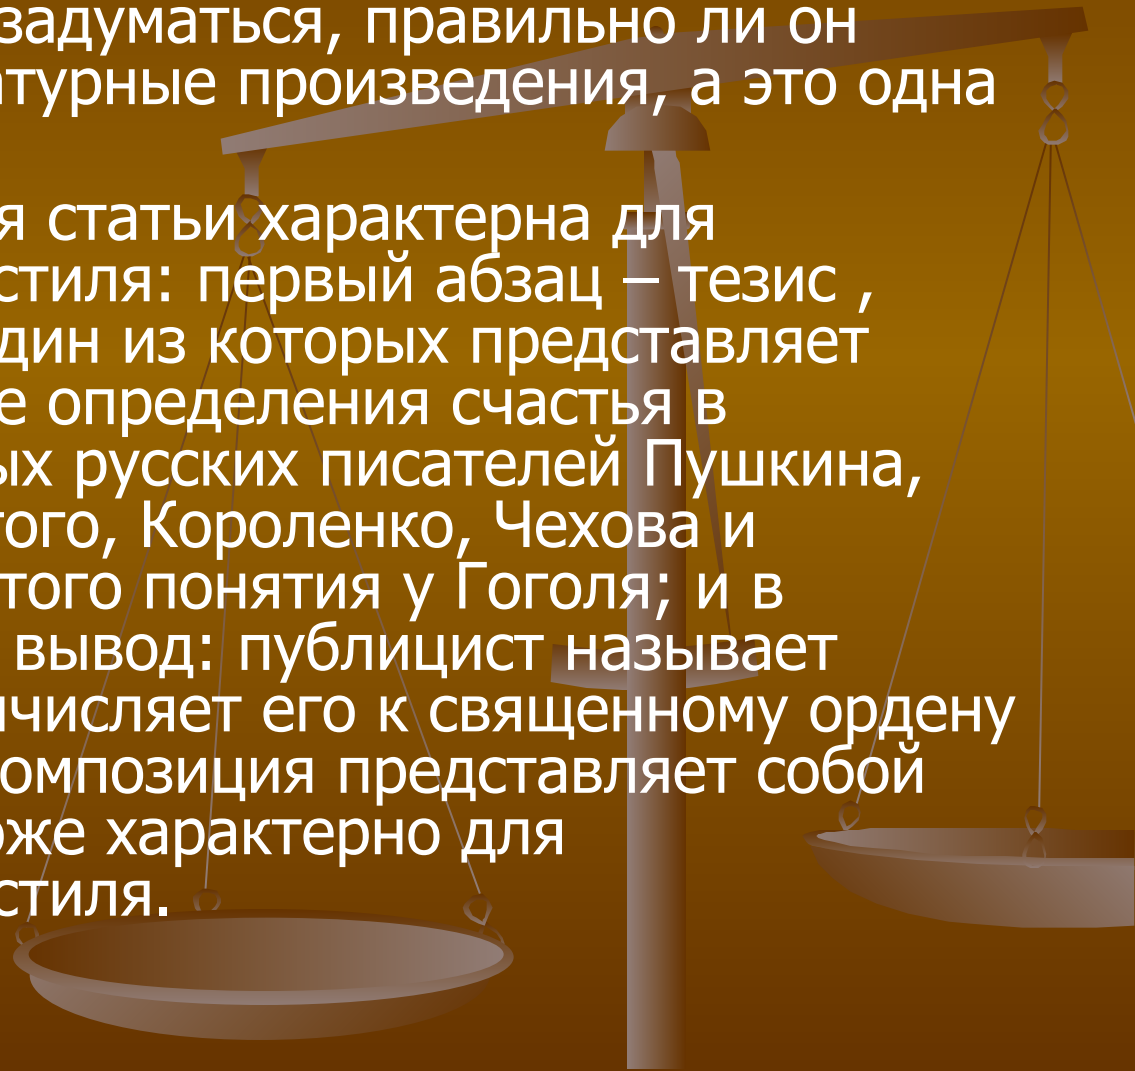 задуматься, правильно ли он
атурные произведения, а это одна
я статьи характерна для
стиля: первый абзац – тезис ,
дин из которых представляет
е определения счастья в
ых русских писателей Пушкина,
того, Короленко, Чехова и
этого понятия у Гоголя; и в
вывод: публицист называет
ичисляет его к священному ордену
омпозиция представляет собой
оже характерно для
стиля.